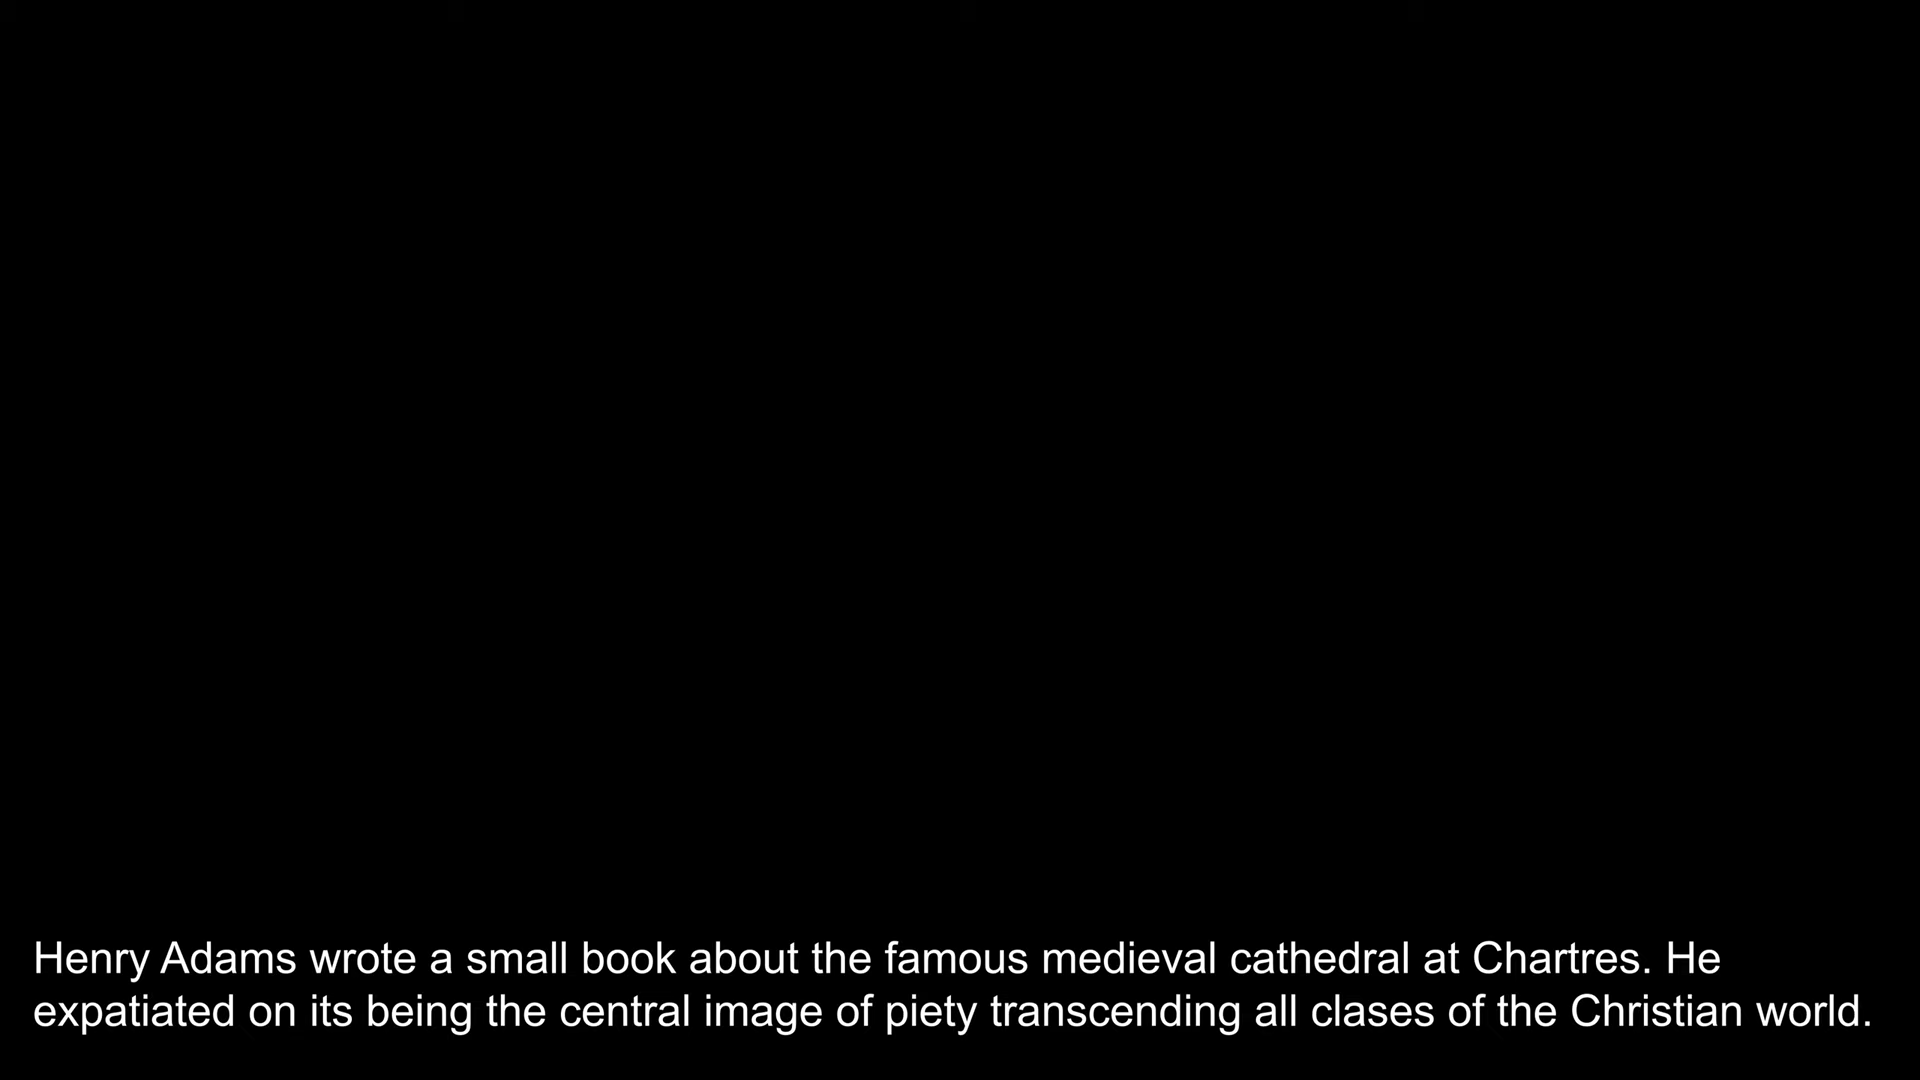 Henry Adams wrote a small book about the famous medieval cathedral at Chartres. He
expatiated on its being the central image of piety transcending all clases of the Christian world.